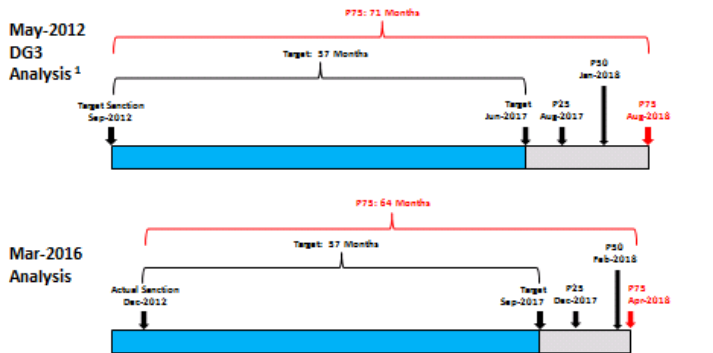 P75: 71 Months
May-2012
DG3
Analysis 1
Target: 57 Months
P50
Jan-2018
Target Sanction
Sep-2012
Target
Jun-2017
P25
Aug-2017
P75
Aug-2018
P75: 64 Months
Mar-2016
Analysis
Target: 57 Months
P50
Feb-2018
Actual Sanction
Dec-2012
Target
Sep-2017
P25
Dec-2017
P75
Apr-2018